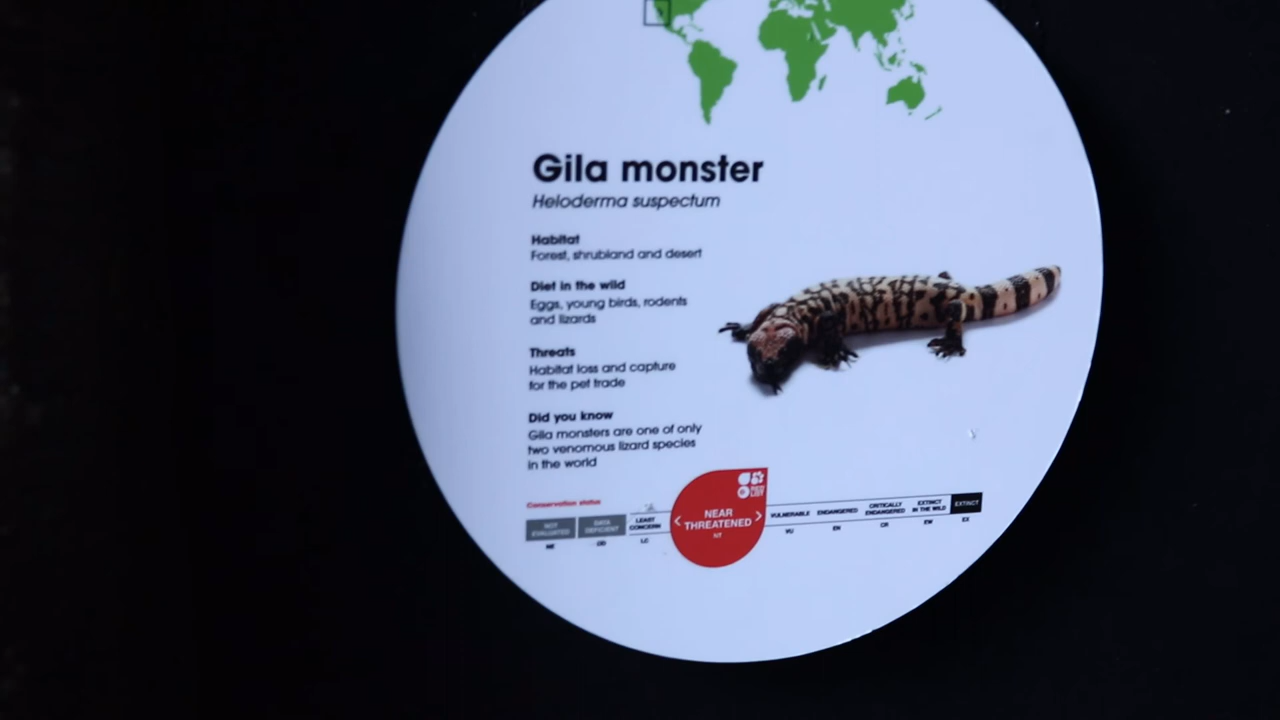 Gila monster
Heloderma suspectum
Habitat
Forest, shrubland and desert
Diet in the wild
Eggs, young birds, rodents
and lizards
Threats
Habitat loss and capture
for the pet trade
Did you know
Gila monsters are one of only
two venomous lizard species
in the world
Conservation status
NOT
EVALUATED
NE
DATA
DEFICIENT
DD
LEAST
CONCERN
LC
< NEAR
THREATENED >
NT
VULNERABLE
VU
ENDANGERED
EN
CRITICALLY
ENDANGERED
CR
EXTINCT
IN THE WILD
EW
EXTINCT
EX